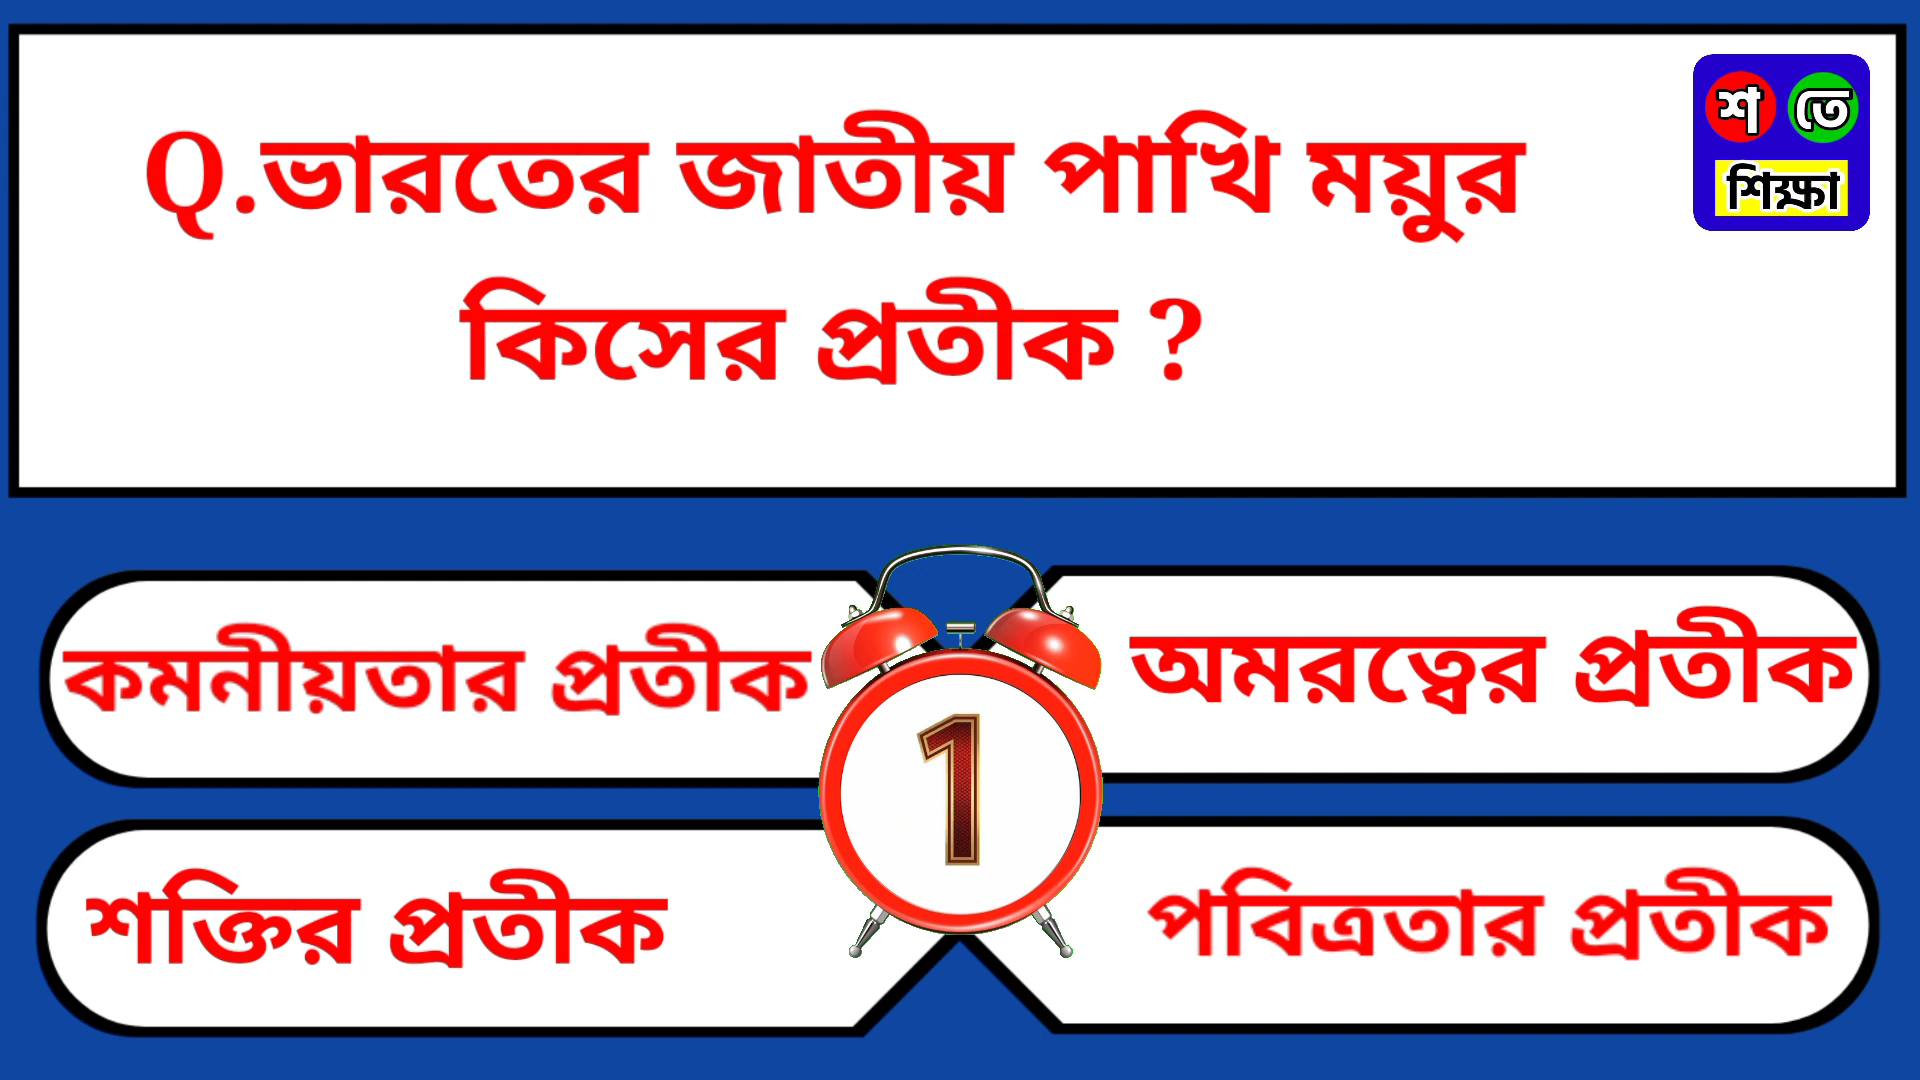 Q.ভারতের জাতীয় পাখি ময়ুর
কিসের প্রতীক ?
শ তে
শিক্ষা
কমনীয়তার প্রতীক
অমরত্বের প্রতীক
1
শক্তির প্রতীক
পবিত্রতার প্রতীক